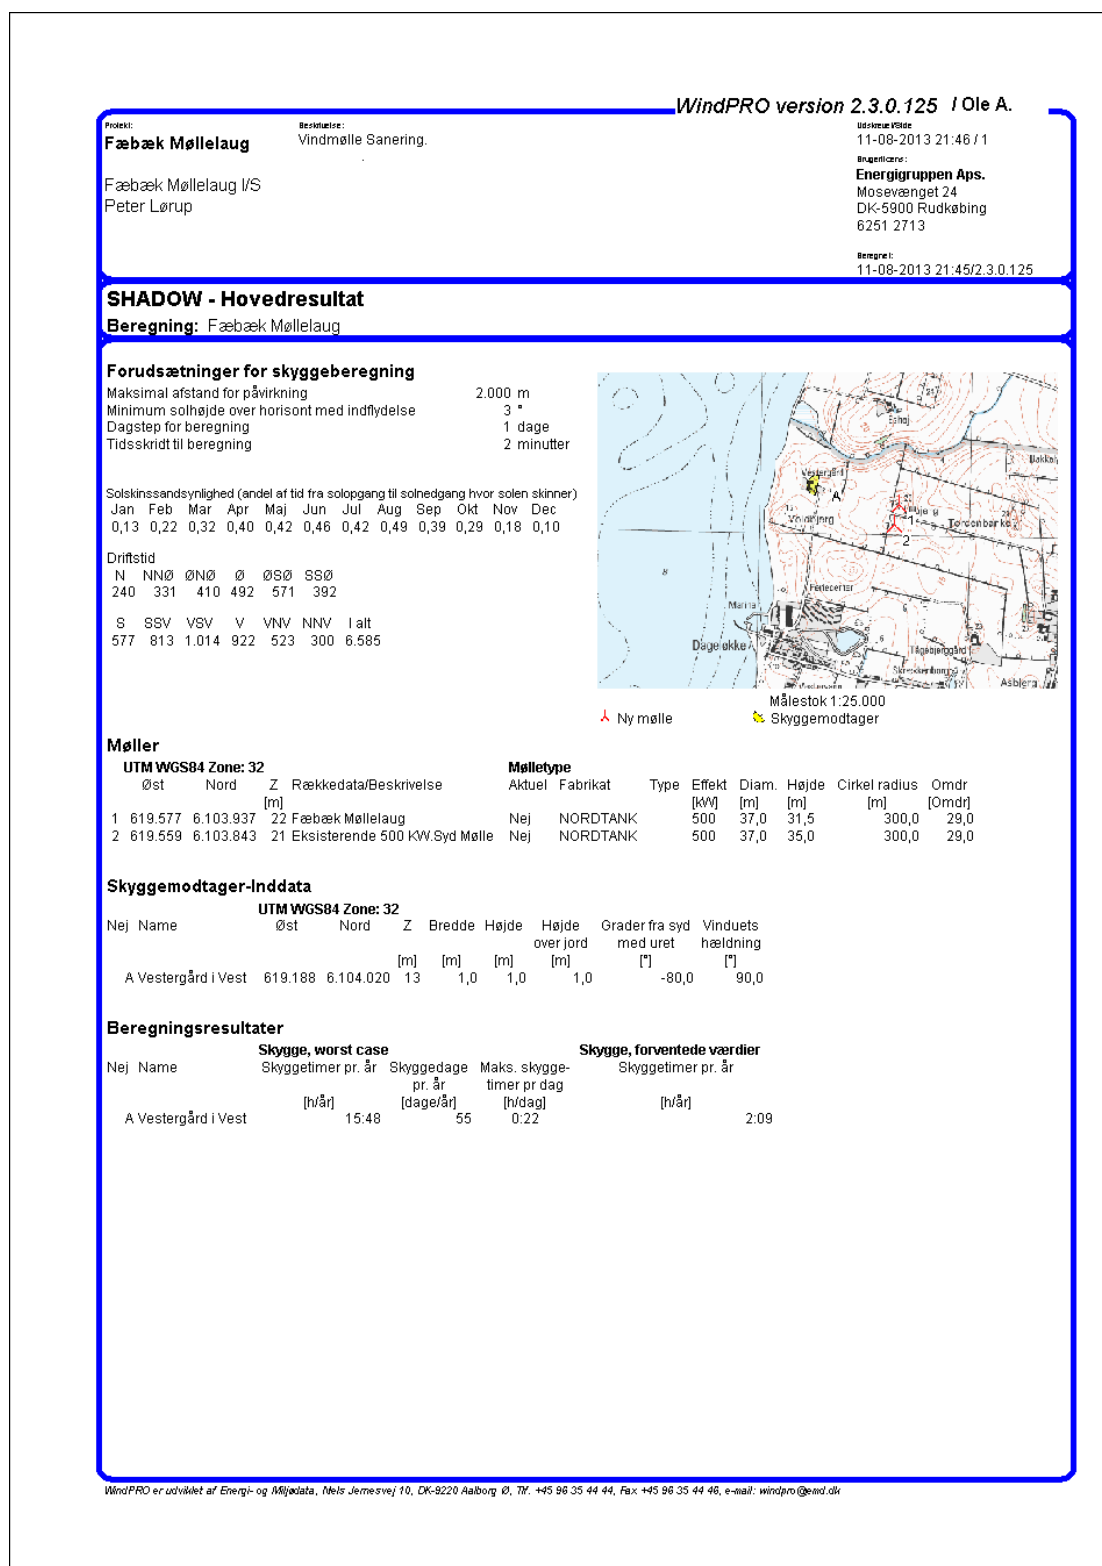 WindPRO version 2.3.0.125 / Ole A.
Projekt:
Fæbæk Møllelaug
Fæbæk Møllelaug I/S
Peter Lørup
Beskrivelse:
Vindmølle Sanering.
Udskrevet/Side
11-08-2013 21:46 / 1
Brugerlicens:
Energigruppen Aps.
Mosevænget 24
DK-5900 Rudkøbing
6251 2713
Beregnet:
11-08-2013 21:45/2.3.0.125
SHADOW - Hovedresultat
Beregning: Fæbæk Møllelaug
Forudsætninger for skyggeberegning
Maksimal afstand for påvirkning 2.000 m
Minimum solhøjde over horisont med indflydelse 3 °
Dagstep for beregning 1 dage
Tidsskridt til beregning 2 minutter
Solskinssandsynlighed (andel af tid fra solopgang til solnedgang hvor solen skinner)
Jan Feb Mar Apr Maj Jun Jul Aug Sep Okt Nov Dec
0,13 0,22 0,32 0,40 0,42 0,46 0,42 0,49 0,39 0,29 0,18 0,10
Driftstid
N NNØ ØNØ Ø ØSØ SSØ
240 331 410 492 571 392
S SSV VSV V VNV NNV I alt
577 813 1.014 922 523 300 6.585
Vestergård
A
Voldbjerg
Tordenbanke
1
2
8
Feriecenter
Marina
Dageløkke
Tågebjerggård
Asbjerg
Målestok 1:25.000
Ny mølle Skyggemodtager
Møller
UTM WGS84 Zone: 32 Mølletype
Øst Nord Z Rækkedata/Beskrivelse Aktuel Fabrikat Type Effekt Diam. Højde Cirkel radius Omdr
[m] [kW] [m] [m] [m] [Omdr]
1 619.577 6.103.937 22 Fæbæk Møllelaug Nej NORDTANK 500 37,0 31,5 300,0 29,0
2 619.559 6.103.843 21 Eksisterende 500 KW.Syd Mølle Nej NORDTANK 500 37,0 35,0 300,0 29,0
Skyggemodtager-Inddata
UTM WGS84 Zone: 32
Nej Name Øst Nord Z Bredde Højde Højde Grader fra syd Vinduets
over jord med uret hældning
[m] [m] [m] [m] [°] [°]
A Vestergård i Vest 619.188 6.104.020 13 1,0 1,0 1,0 -80,0 90,0
Beregningsresultater
Skygge, worst case Skygge, forventede værdier
Nej Name Skyggetimer pr. år Skyggedage Maks. skygge- Skyggetimer pr. år
pr. år timer pr dag
[h/år] [dage/år] [h/dag] [h/år]
A Vestergård i Vest 15:48 55 0:22 2:09
WindPRO er udviklet af Energi- og Miljødata, Niels Jernesvej 10, DK-9220 Aalborg Ø, Tlf. +45 96 35 44 44, Fax +45 96 35 44 46, e-mail: windpro@emd.dk